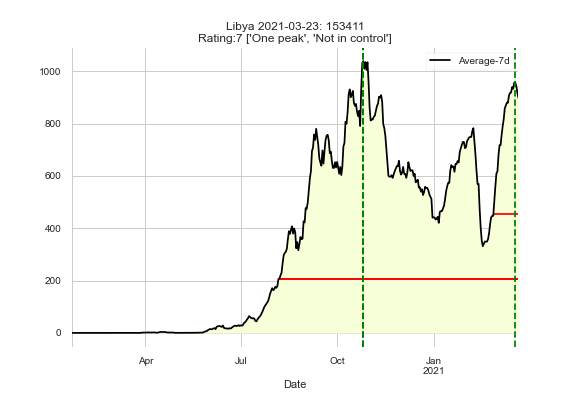 Libya 2021-03-23: 153411
Rating:7 ['One peak', 'Not in control']
Average-7d
1000
800
600
400
200
0
Apr
Jul
Oct
Jan
2021
Date